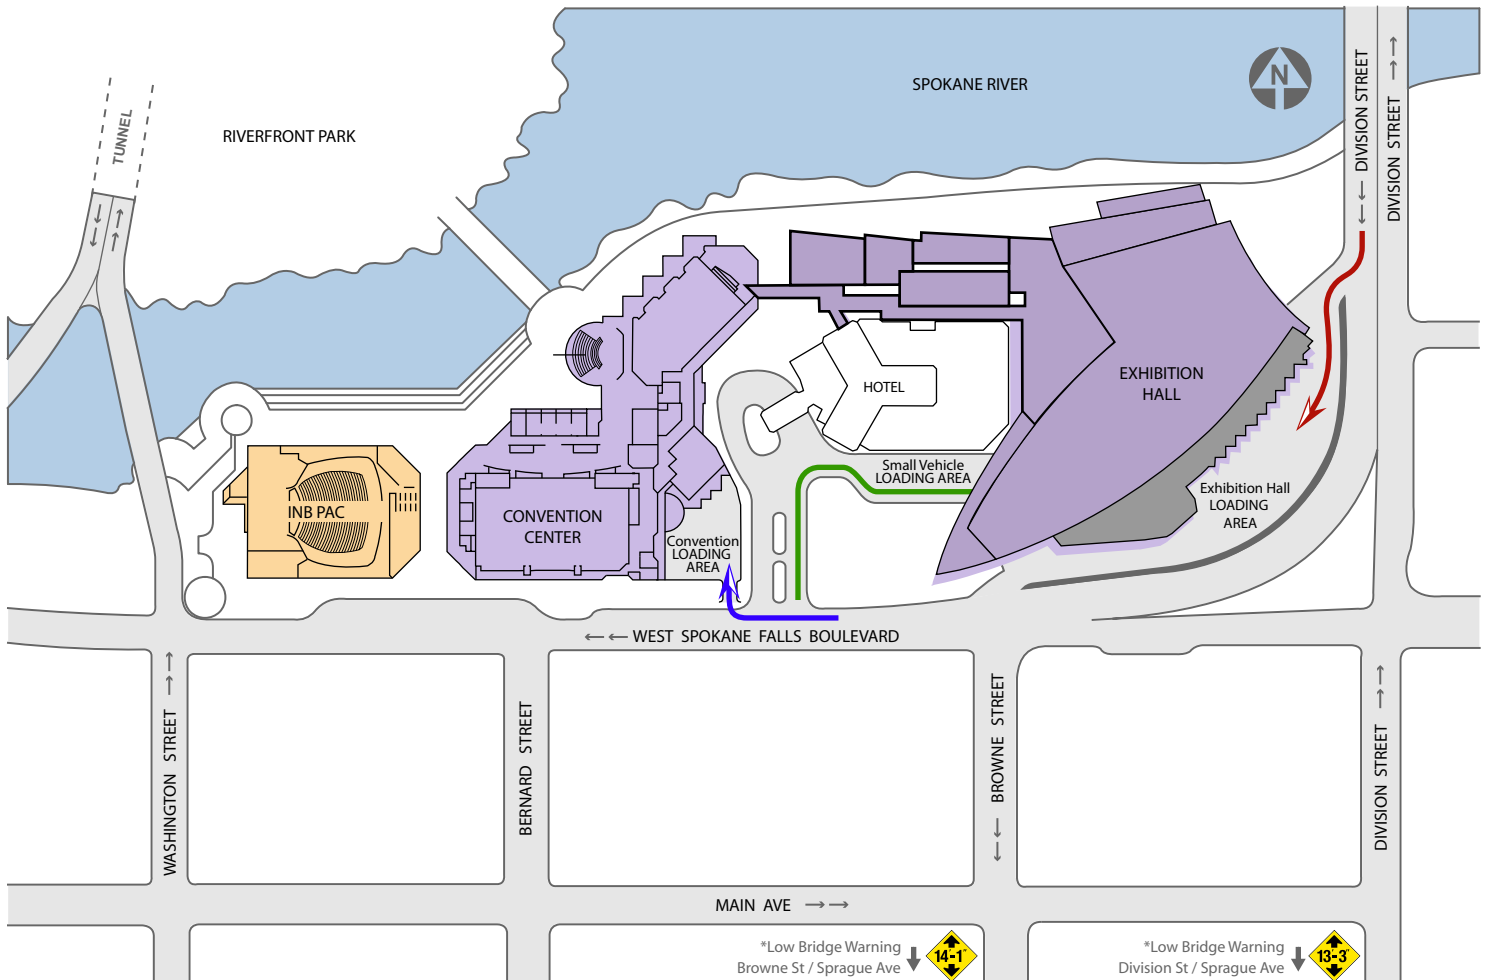 SPOKANE RIVER
N
RIVERFRONT PARK
TUNNEL
DIVISION STREET
DIVISION STREET
EXHIBITION
HALL
HOTEL
Small Vehicle
LOADING AREA
Exhibition Hall
LOADING
AREA
INB PAC
CONVENTION
CENTER
Convention
LOADING
AREA
WEST SPOKANE FALLS BOULEVARD
WASHINGTON STREET
BERNARD STREET
BROWNE STREET
DIVISION STREET
MAIN AVE
*Low Bridge Warning
Browne St / Sprague Ave
14'-1"
*Low Bridge Warning
Division St / Sprague Ave
13'-3"